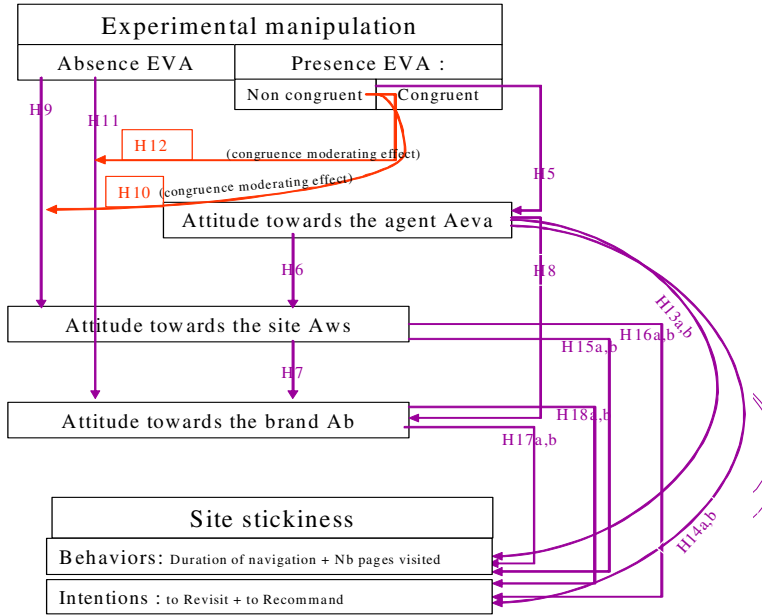 Experimental manipulation
Absence EVA
Presence EVA :
Non congruent
Congruent
H9
H11
H12
(congruence moderating effect)
H10
(congruence moderating effect)
H5
Attitude towards the agent Aeva
H6
H8
H13a,b
Attitude towards the site Aws
H16a,b
H15a,b
H7
Attitude towards the brand Ab
H18a,b
H17a,b
Site stickiness
H14a,b
Behaviors: Duration of navigation + Nb pages visited
Intentions : to Revisit + to Recommand